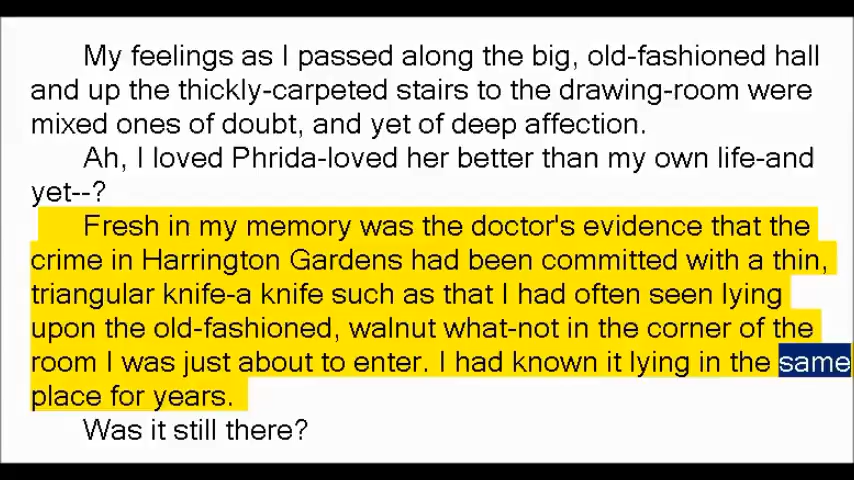 My feelings as I passed along the big, old-fashioned hall
and up the thickly-carpeted stairs to the drawing-room were
mixed ones of doubt, and yet of deep affection.
Ah, I loved Phrida-loved her better than my own life-and
yet--?
Fresh in my memory was the doctor's evidence that the
crime in Harrington Gardens had been committed with a thin,
triangular knife-a knife such as that I had often seen lying
upon the old-fashioned, walnut what-not in the corner of the
room I was just about to enter. I had known it lying in the same
place for years.
Was it still there?